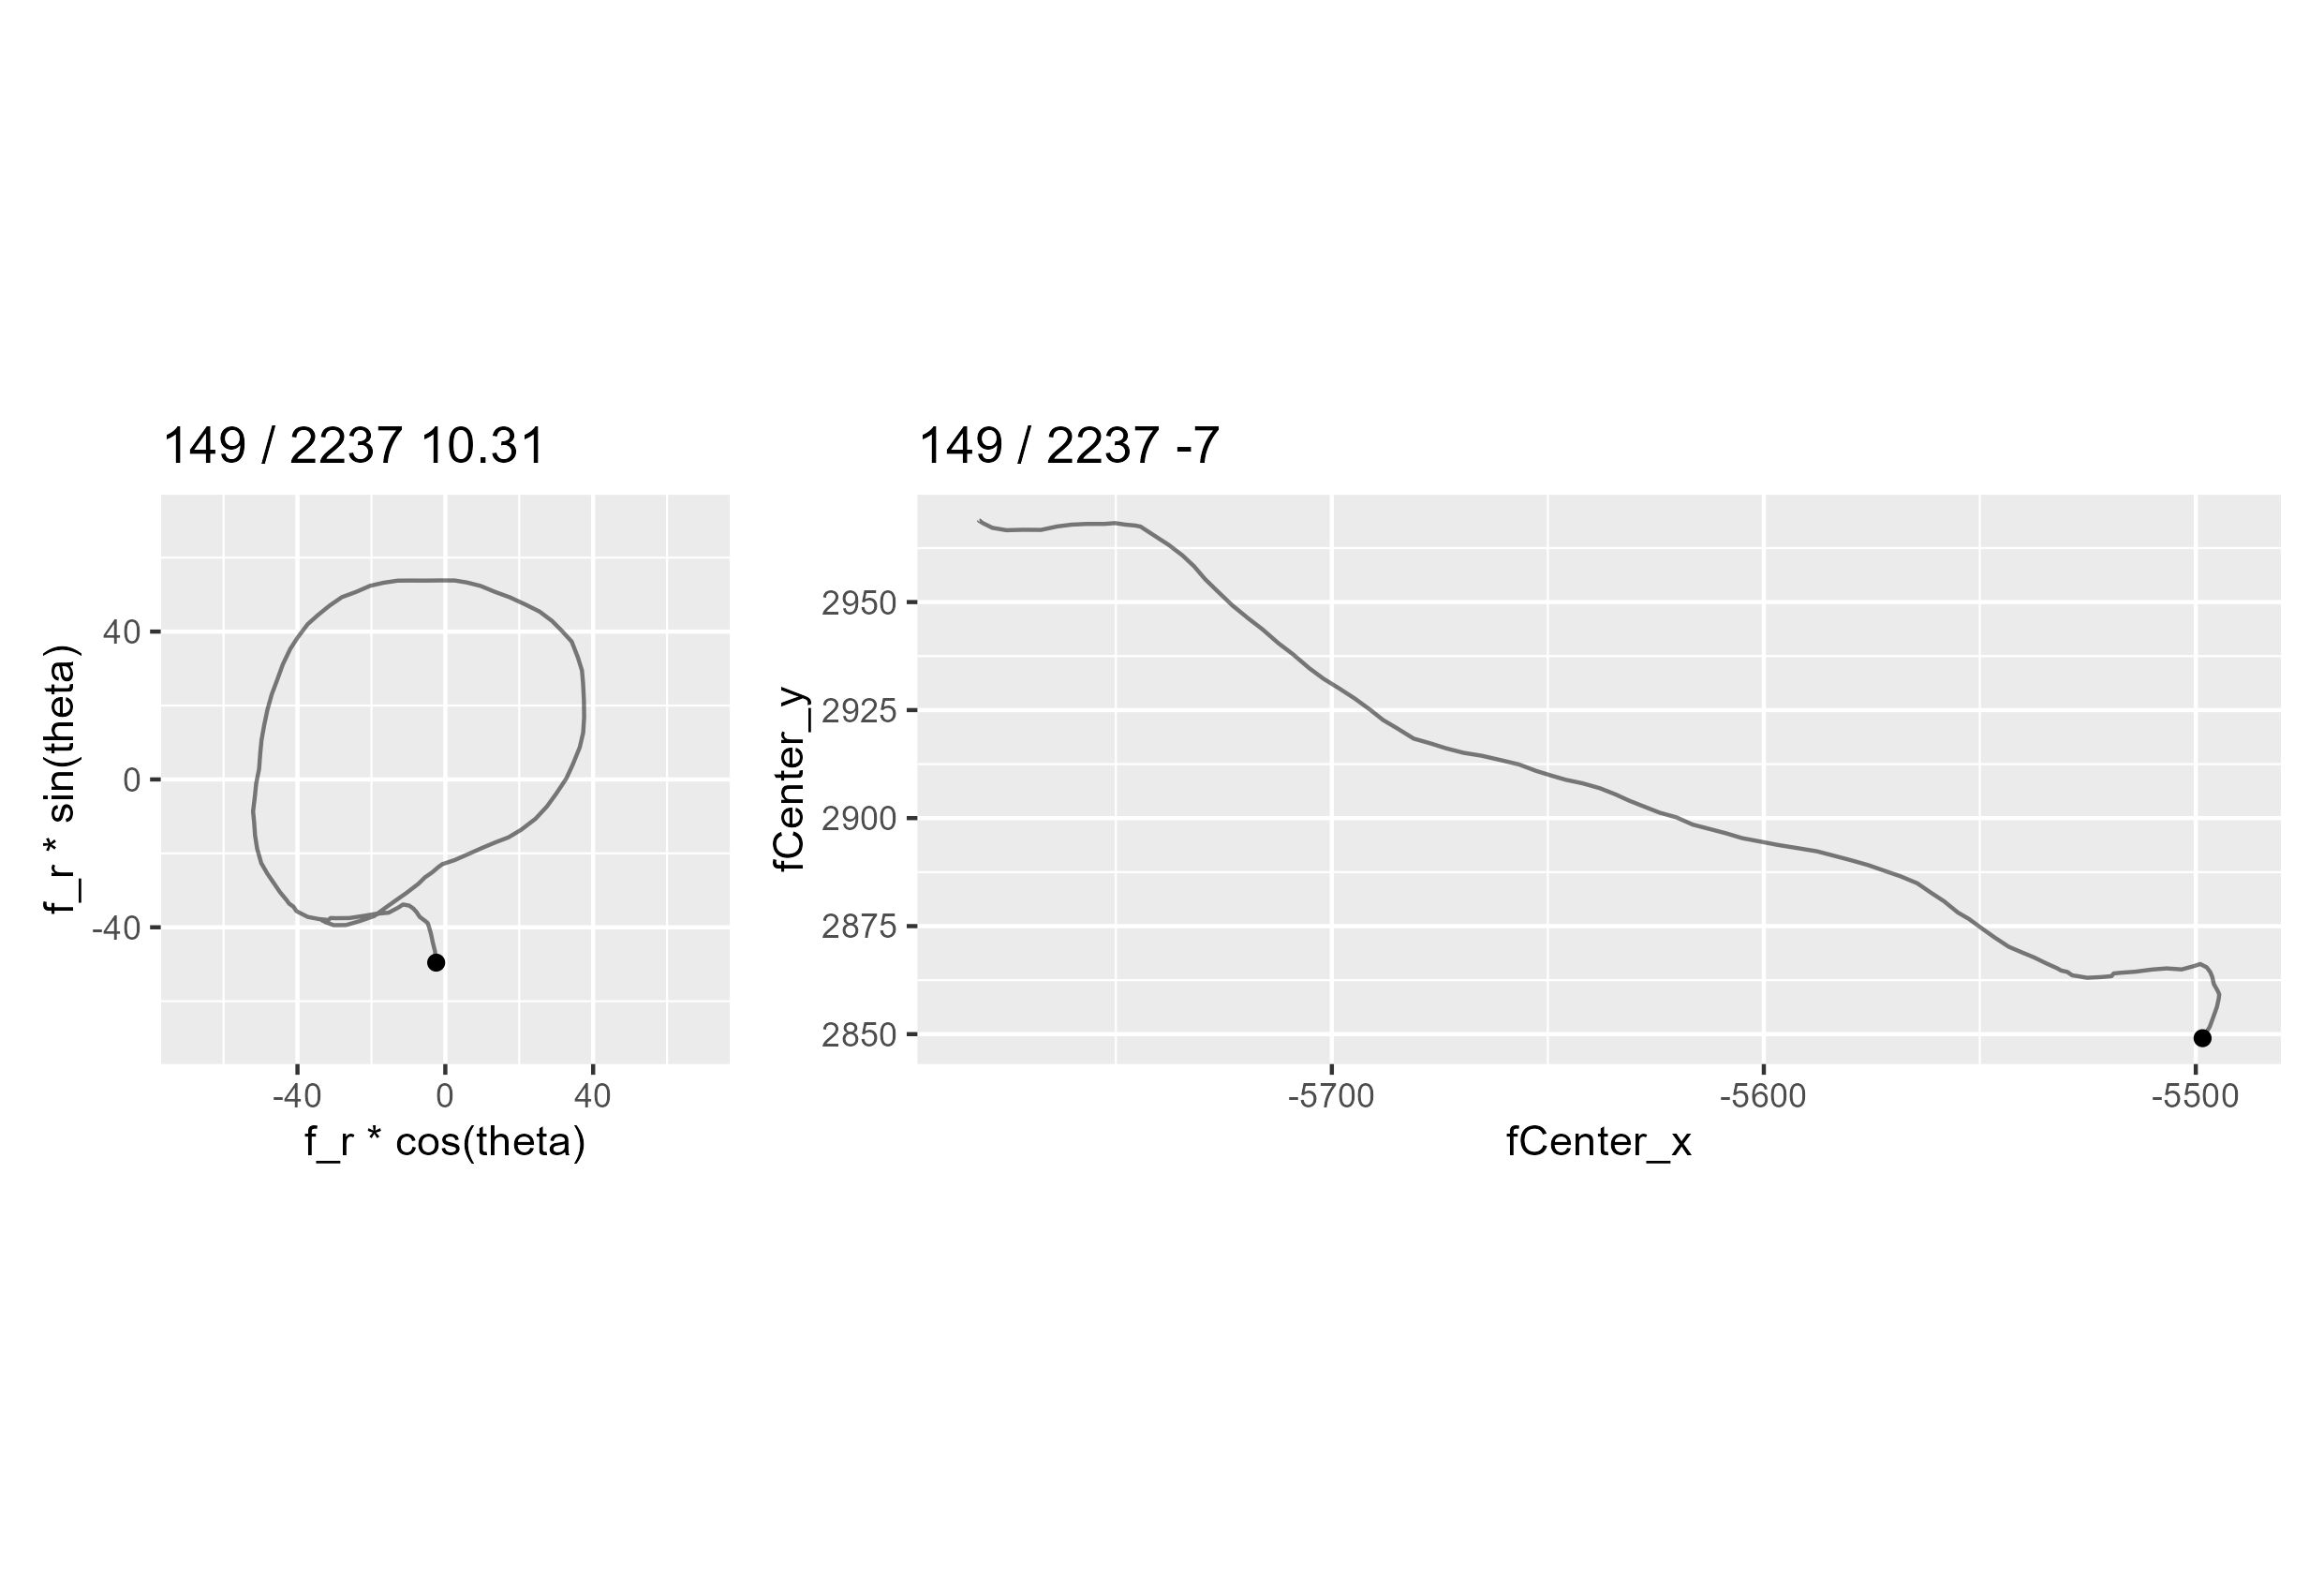 149 / 2237 10.31
f_r * sin(theta)
40
0
-40
-40 0 40
f_r * cos(theta)
149 / 2237 -7
fCenter_y
2950
2925
2900
2875
2850
-5700 -5600 -5500
fCenter_x